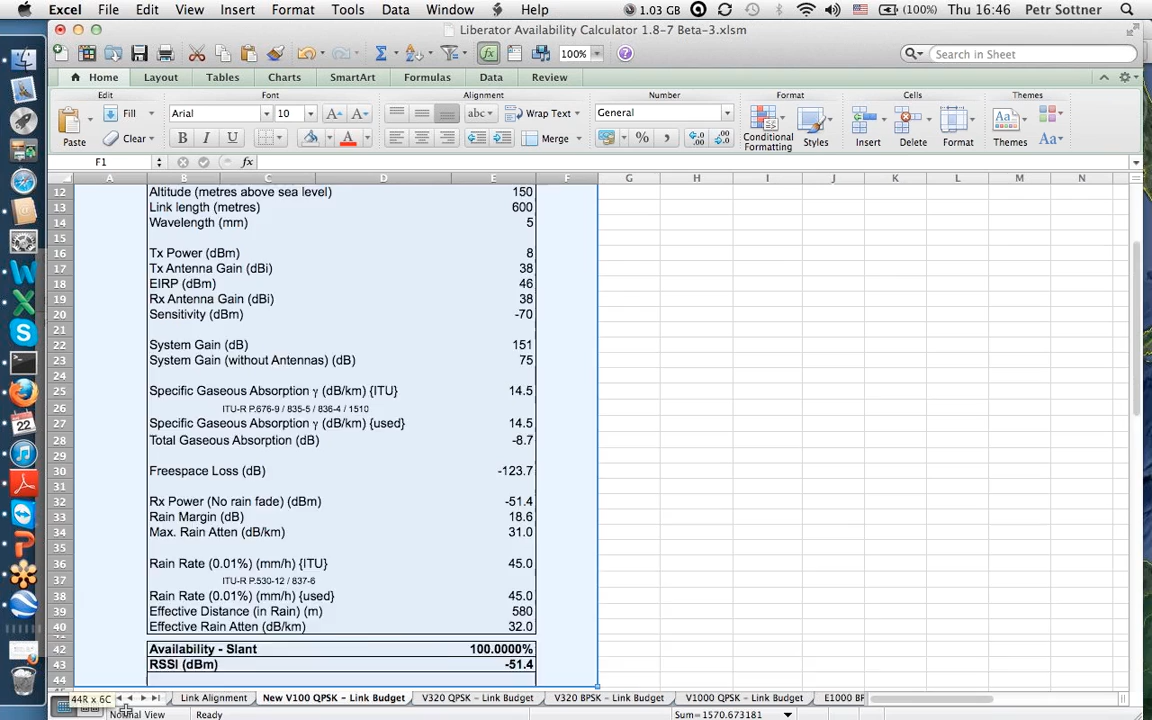 Excel File Edit View Insert Format Tools Data Window Help 1.03 GB (100%) Thu 16:46 Petr Sottner
Liberator Availability Calculator 1.8-7 Beta-3.xlsm
100% Search in Sheet
Home Layout Tables Charts SmartArt Formulas Data Review
Edit Font Alignment Number Format Cells Themes
Fill Arial 10 A A abc Wrap Text General
Paste Clear B I U A Merge % Conditional Formatting Styles Insert Delete Format Themes Aa
F1 fx
A B C D E F G H I J K L M N
12 Altitude (metres above sea level) 150
13 Link length (metres) 600
14 Wavelength (mm) 5
15
16 Tx Power (dBm) 8
17 Tx Antenna Gain (dBi) 38
18 EIRP (dBm) 46
19 Rx Antenna Gain (dBi) 38
20 Sensitivity (dBm) -70
21
22 System Gain (dB) 151
23 System Gain (without Antennas) (dB) 75
24
25 Specific Gaseous Absorption γ (dB/km) {ITU} 14.5
26 ITU-R P.676-9 / 835-5 / 836-4 / 1510
27 Specific Gaseous Absorption γ (dB/km) {used} 14.5
28 Total Gaseous Absorption (dB) -8.7
29
30 Freespace Loss (dB) -123.7
31
32 Rx Power (No rain fade) (dBm) -51.4
33 Rain Margin (dB) 18.6
34 Max. Rain Atten (dB/km) 31.0
35
36 Rain Rate (0.01%) (mm/h) {ITU} 45.0
37 ITU-R P.530-12 / 837-6
38 Rain Rate (0.01%) (mm/h) {used} 45.0
39 Effective Distance (in Rain) (m) 580
40 Effective Rain Atten (dB/km) 32.0
42 Availability - Slant 100.0000%
43 RSSI (dBm) -51.4
44
44R x 6C Link Alignment New V100 QPSK – Link Budget V320 QPSK – Link Budget V320 BPSK – Link Budget V1000 QPSK – Link Budget E1000 BP
Normal View Ready Sum=1570.673181